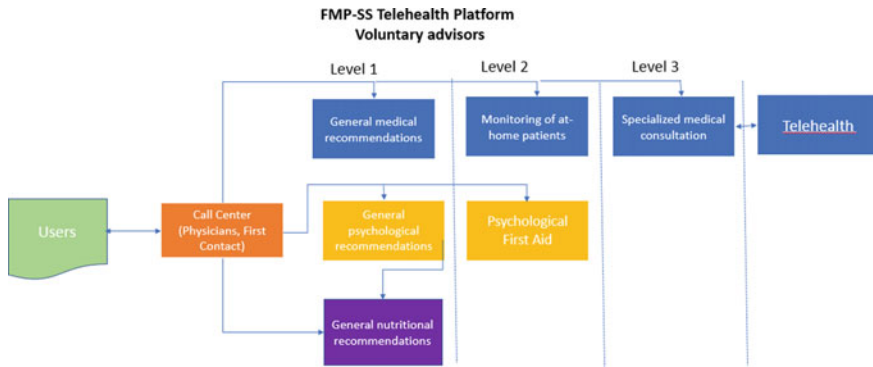 FMP-SS Telehealth Platform
Voluntary advisors
Level 1
Level 2
Level 3
General medical
recommendations
Monitoring of at-
home patients
Specialized medical
consultation
Telehealth
Users
Call Center
(Physicians, First
Contact)
General
psychological
recommendations
Psychological
First Aid
General nutritional
recommendations